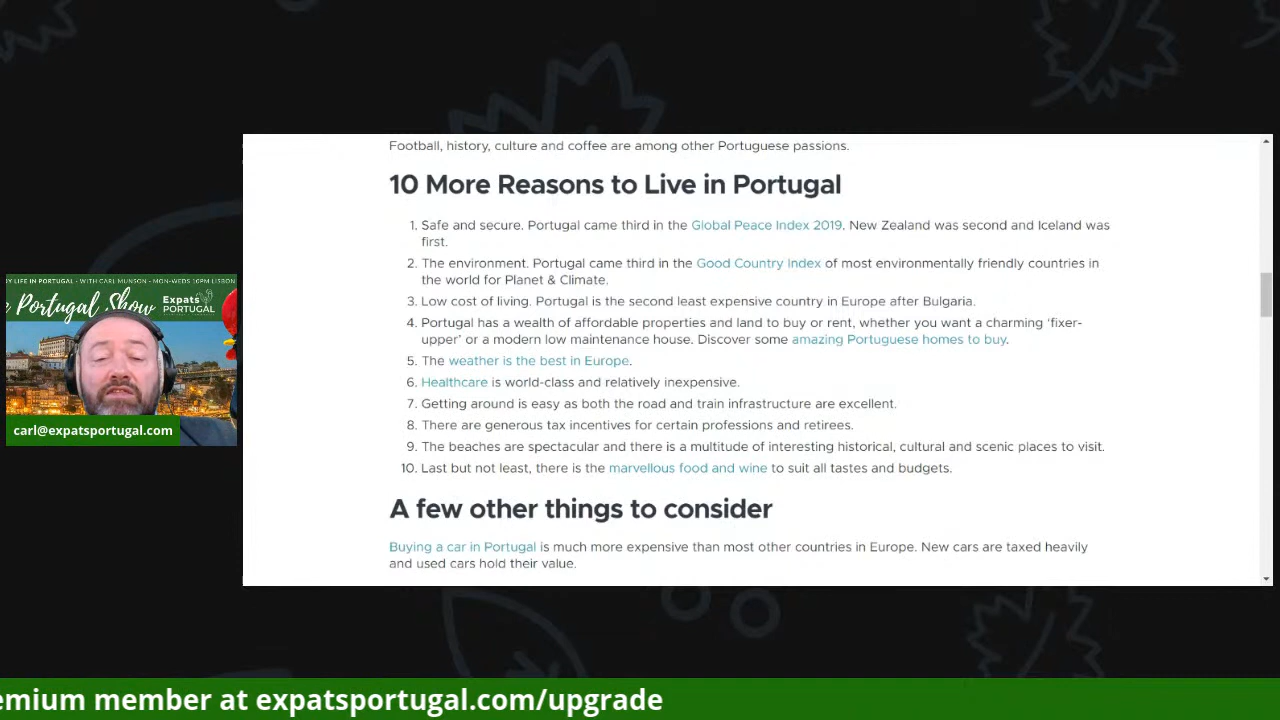 Y LIFE IN PORTUGAL - WITH CARL MUNSON - MON-WEDS 10PM LISBON
Portugal Show
Expats
PORTUGAL
carl@expatsportugal.com
Football, history, culture and coffee are among other Portuguese passions.
10 More Reasons to Live in Portugal
1. Safe and secure. Portugal came third in the Global Peace Index 2019. New Zealand was second and Iceland was
first.
2. The environment. Portugal came third in the Good Country Index of most environmentally friendly countries in
the world for Planet & Climate.
3. Low cost of living. Portugal is the second least expensive country in Europe after Bulgaria.
4. Portugal has a wealth of affordable properties and land to buy or rent, whether you want a charming ‘fixer-
upper’ or a modern low maintenance house. Discover some amazing Portuguese homes to buy.
5. The weather is the best in Europe.
6. Healthcare is world-class and relatively inexpensive.
7. Getting around is easy as both the road and train infrastructure are excellent.
8. There are generous tax incentives for certain professions and retirees.
9. The beaches are spectacular and there is a multitude of interesting historical, cultural and scenic places to visit.
10. Last but not least, there is the marvellous food and wine to suit all tastes and budgets.
A few other things to consider
Buying a car in Portugal is much more expensive than most other countries in Europe. New cars are taxed heavily
and used cars hold their value.
emium member at expatsportugal.com/upgrade